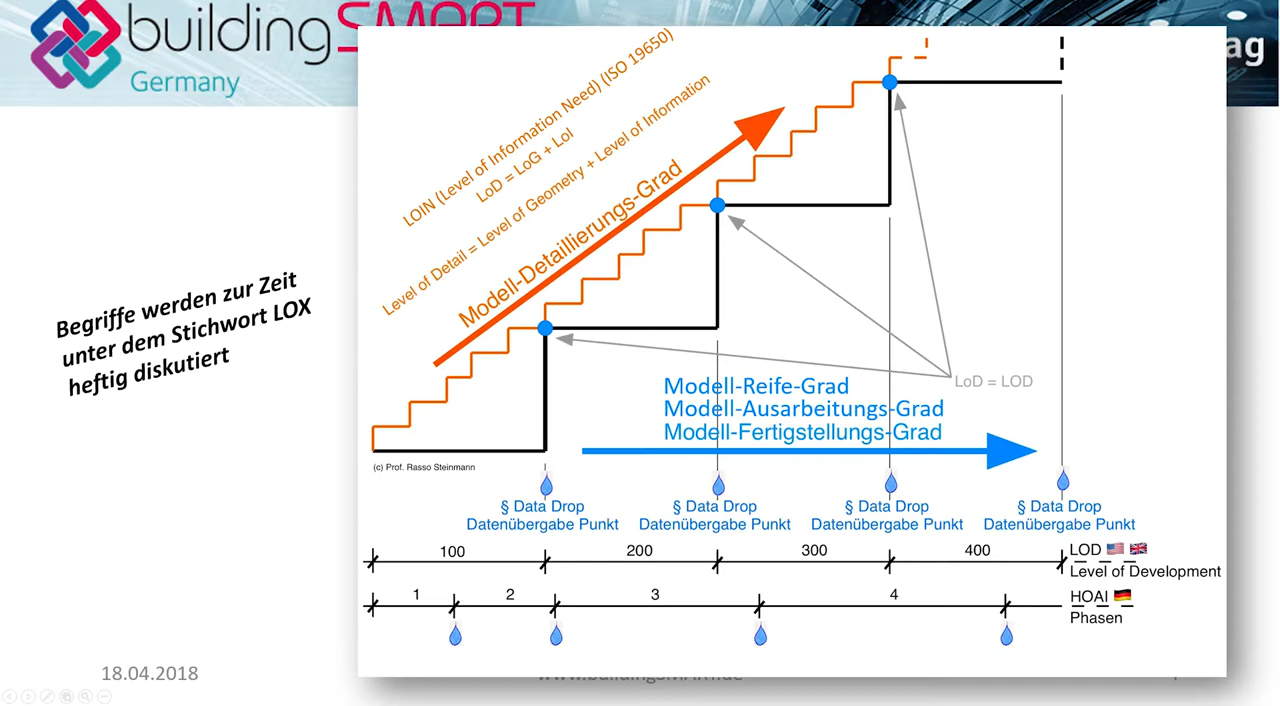 buildingSMART
Germany
ag
LOIN (Level of Information Need) (ISO 19650)
LoD = LoG + LoI
Level of Detail = Level of Geometry + Level of Information
Modell-Detaillierungs-Grad
Begriffe werden zur Zeit
unter dem Stichwort LOX
heftig diskutiert
LoD = LOD
Modell-Reife-Grad
Modell-Ausarbeitungs-Grad
Modell-Fertigstellungs-Grad
(c) Prof. Rasso Steinmann
§ Data Drop § Data Drop § Data Drop § Data Drop
Datenübergabe Punkt Datenübergabe Punkt Datenübergabe Punkt Datenübergabe Punkt
100 200 300 400 LOD
Level of Development
1 2 3 4 HOAI
Phasen
18.04.2018